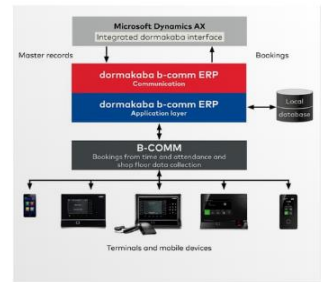 Microsoft Dynamics AX
Integrated dormakaba interface
Master records
Bookings
dormakaba b-comm ERP
Communication
dormakaba b-comm ERP
Application layer
Local
database
B-COMM
Bookings from time and attendance and
shop floor data collection
Terminals and mobile devices